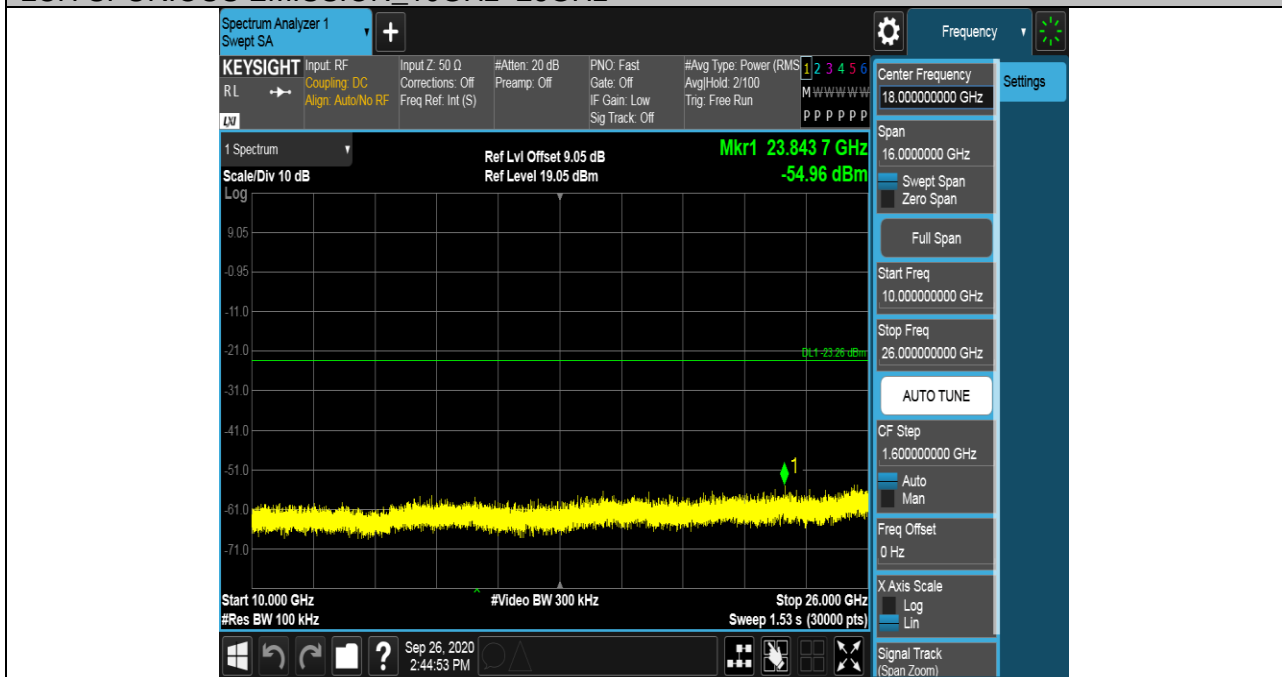 Spectrum Analyzer 1
Swept SA
+
Frequency
KEYSIGHT
RL
LXI
Input: RF
Coupling: DC
Align: Auto/No RF
Input Z: 50 Ω
Corrections: Off
Freq Ref: Int (S)
#Atten: 20 dB
Preamp: Off
PNO: Fast
Gate: Off
IF Gain: Low
Sig Track: Off
#Avg Type: Power (RMS
Avg|Hold: 2/100
Trig: Free Run
1 2 3 4 5 6
M W W W W W
P P P P P P
Center Frequency
18.000000000 GHz
Settings
1 Spectrum
Scale/Div 10 dB
Ref Lvl Offset 9.05 dB
Ref Level 19.05 dBm
Mkr1 23.843 7 GHz
-54.96 dBm
Log
9.05
-0.95
-11.0
-21.0
-31.0
-41.0
-51.0
-61.0
-71.0
DL1 -23.26 dBm
1
Start 10.000 GHz
#Res BW 100 kHz
#Video BW 300 kHz
Stop 26.000 GHz
Sweep 1.53 s (30000 pts)
Span
16.0000000 GHz
Swept Span
Zero Span
Full Span
Start Freq
10.000000000 GHz
Stop Freq
26.000000000 GHz
AUTO TUNE
CF Step
1.600000000 GHz
Auto
Man
Freq Offset
0 Hz
X Axis Scale
Log
Lin
Signal Track
(Span Zoom)
?
Sep 26, 2020
2:44:53 PM